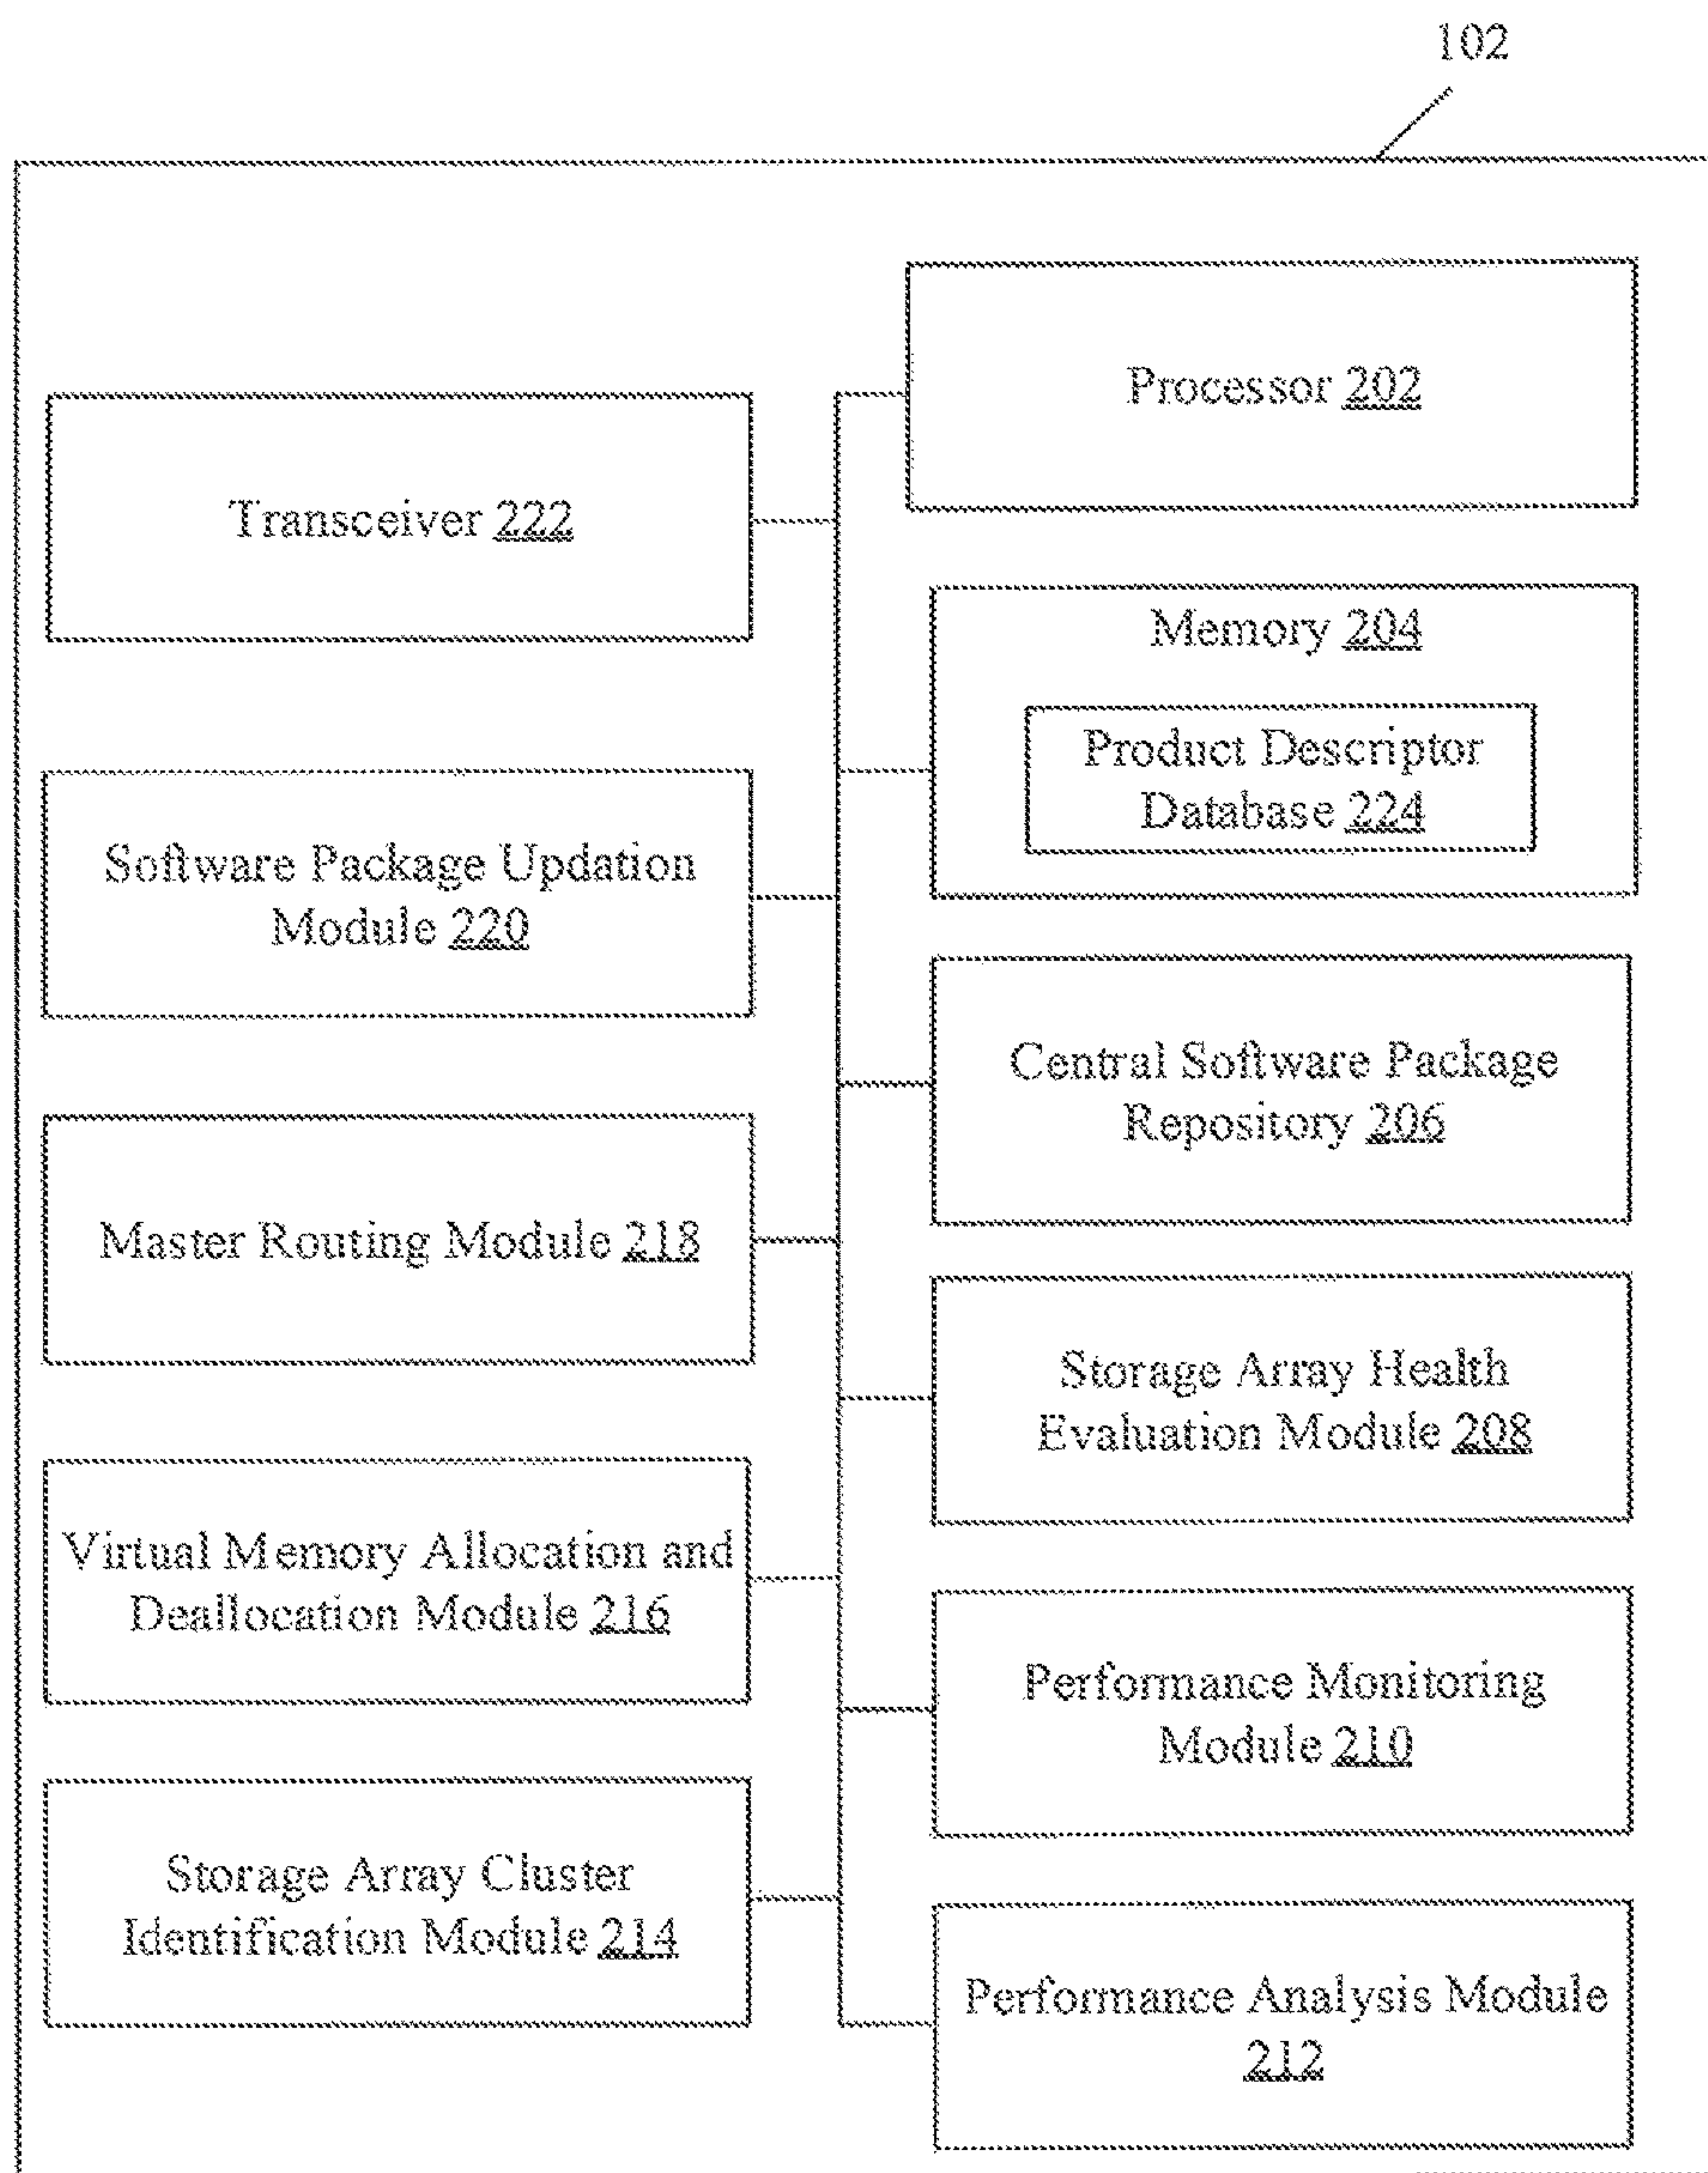 102
Processor 202
Transceiver 222
Memory 204
Product Descriptor
Database 224
Software Package Updation
Module 220
Central Software Package
Repository 206
Master Routing Module 218
Storage Array Health
Evaluation Module 208
Virtual Memory Allocation and
Deallocation Module 216
Performance Monitoring
Module 210
Storage Array Cluster
Identification Module 214
Performance Analysis Module
212